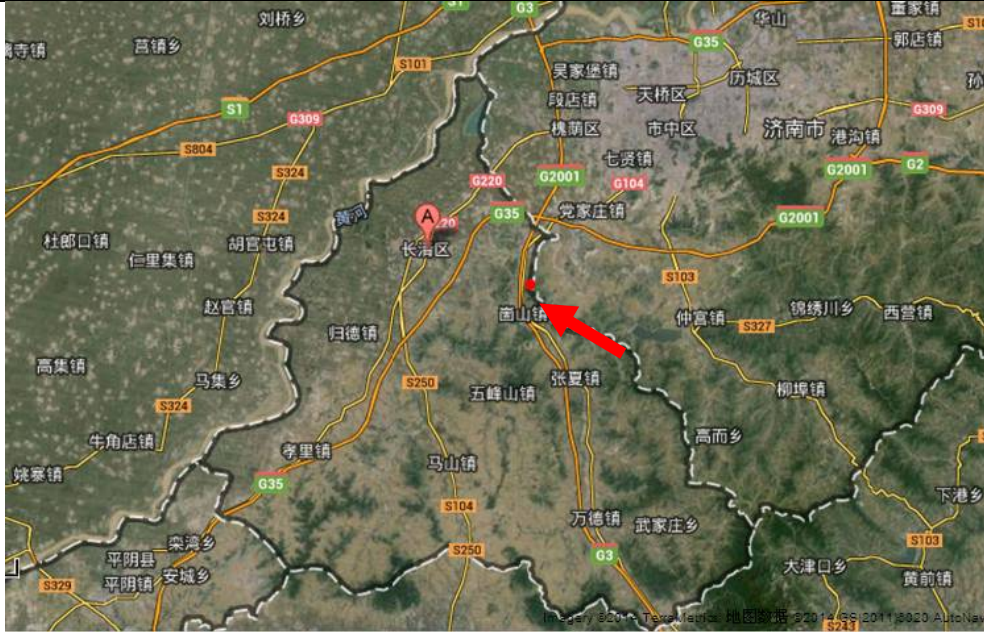 刘桥乡
S1
G3
华山
董家镇
莒镇乡
G35
郭店镇
S101
吴家堡镇
历城区
段店镇
天桥区
S1
G309
G309
槐荫区
市中区
济南市
港沟镇
S804
七贤镇
S324
G220
G2001
G104
G2001
G2
黄河
A
G35
党家庄镇
G2001
S324
杜郎口镇
胡官屯镇
长清区
仁里集镇
S103
赵官镇
崮山镇
仲宫镇
锦绣川乡
西营镇
S327
归德镇
高集镇
马集乡
S250
五峰山镇
张夏镇
柳埠镇
S324
牛角店镇
高而乡
孝里镇
马山镇
姚寨镇
G35
下港乡
S104
万德镇
武家庄乡
栾湾乡
S250
G3
S103
平阴县
大津口乡
平阴镇
安城乡
S329
黄前镇
S243